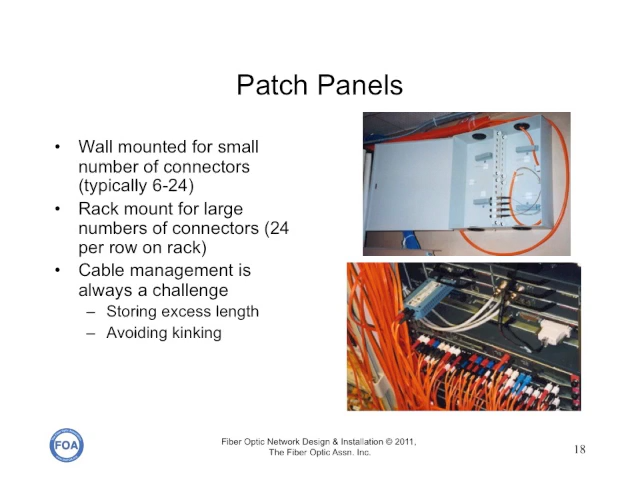 Patch Panels
• Wall mounted for small
number of connectors
(typically 6-24)
• Rack mount for large
numbers of connectors (24
per row on rack)
• Cable management is
always a challenge
– Storing excess length
– Avoiding kinking
FOA
Fiber Optic Network Design & Installation © 2011,
The Fiber Optic Assn. Inc.
18